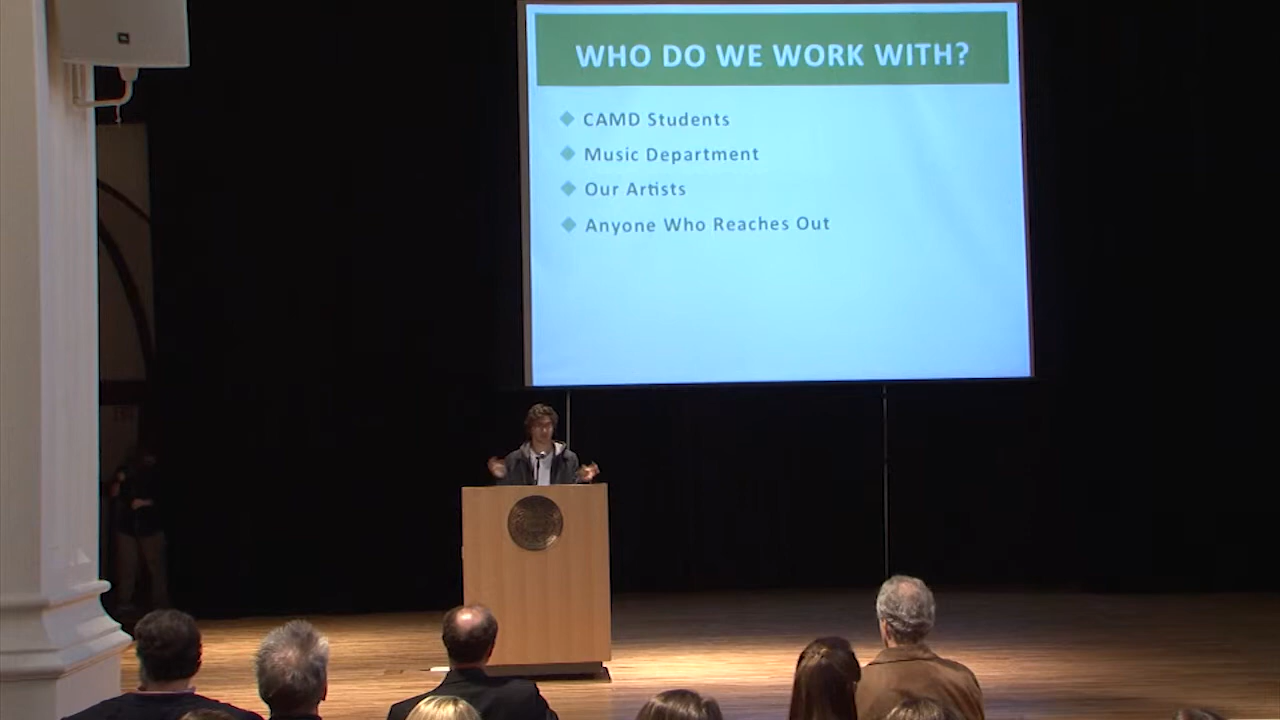 WHO DO WE WORK WITH?
CAMD Students
Music Department
Our Artists
Anyone Who Reaches Out